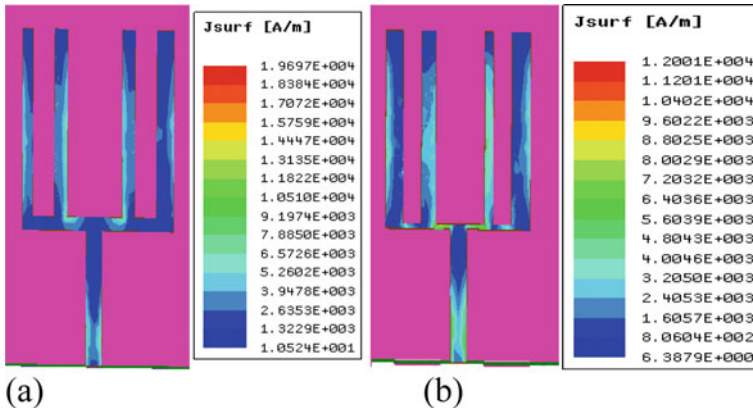 Jsurf [A/m]
1.9697E+004
1.8384E+004
1.7072E+004
1.5759E+004
1.4447E+004
1.3135E+004
1.1822E+004
1.0510E+004
9.1974E+003
7.8850E+003
6.5726E+003
5.2602E+003
3.9478E+003
2.6353E+003
1.3229E+003
1.0524E+001
(a)
Jsurf [A/m]
1.2001E+004
1.1201E+004
1.0402E+004
9.6022E+003
8.8025E+003
8.0029E+003
7.2032E+003
6.4036E+003
5.6039E+003
4.8043E+003
4.0046E+003
3.2050E+003
2.4053E+003
1.6057E+003
8.0604E+002
6.3879E+000
(b)